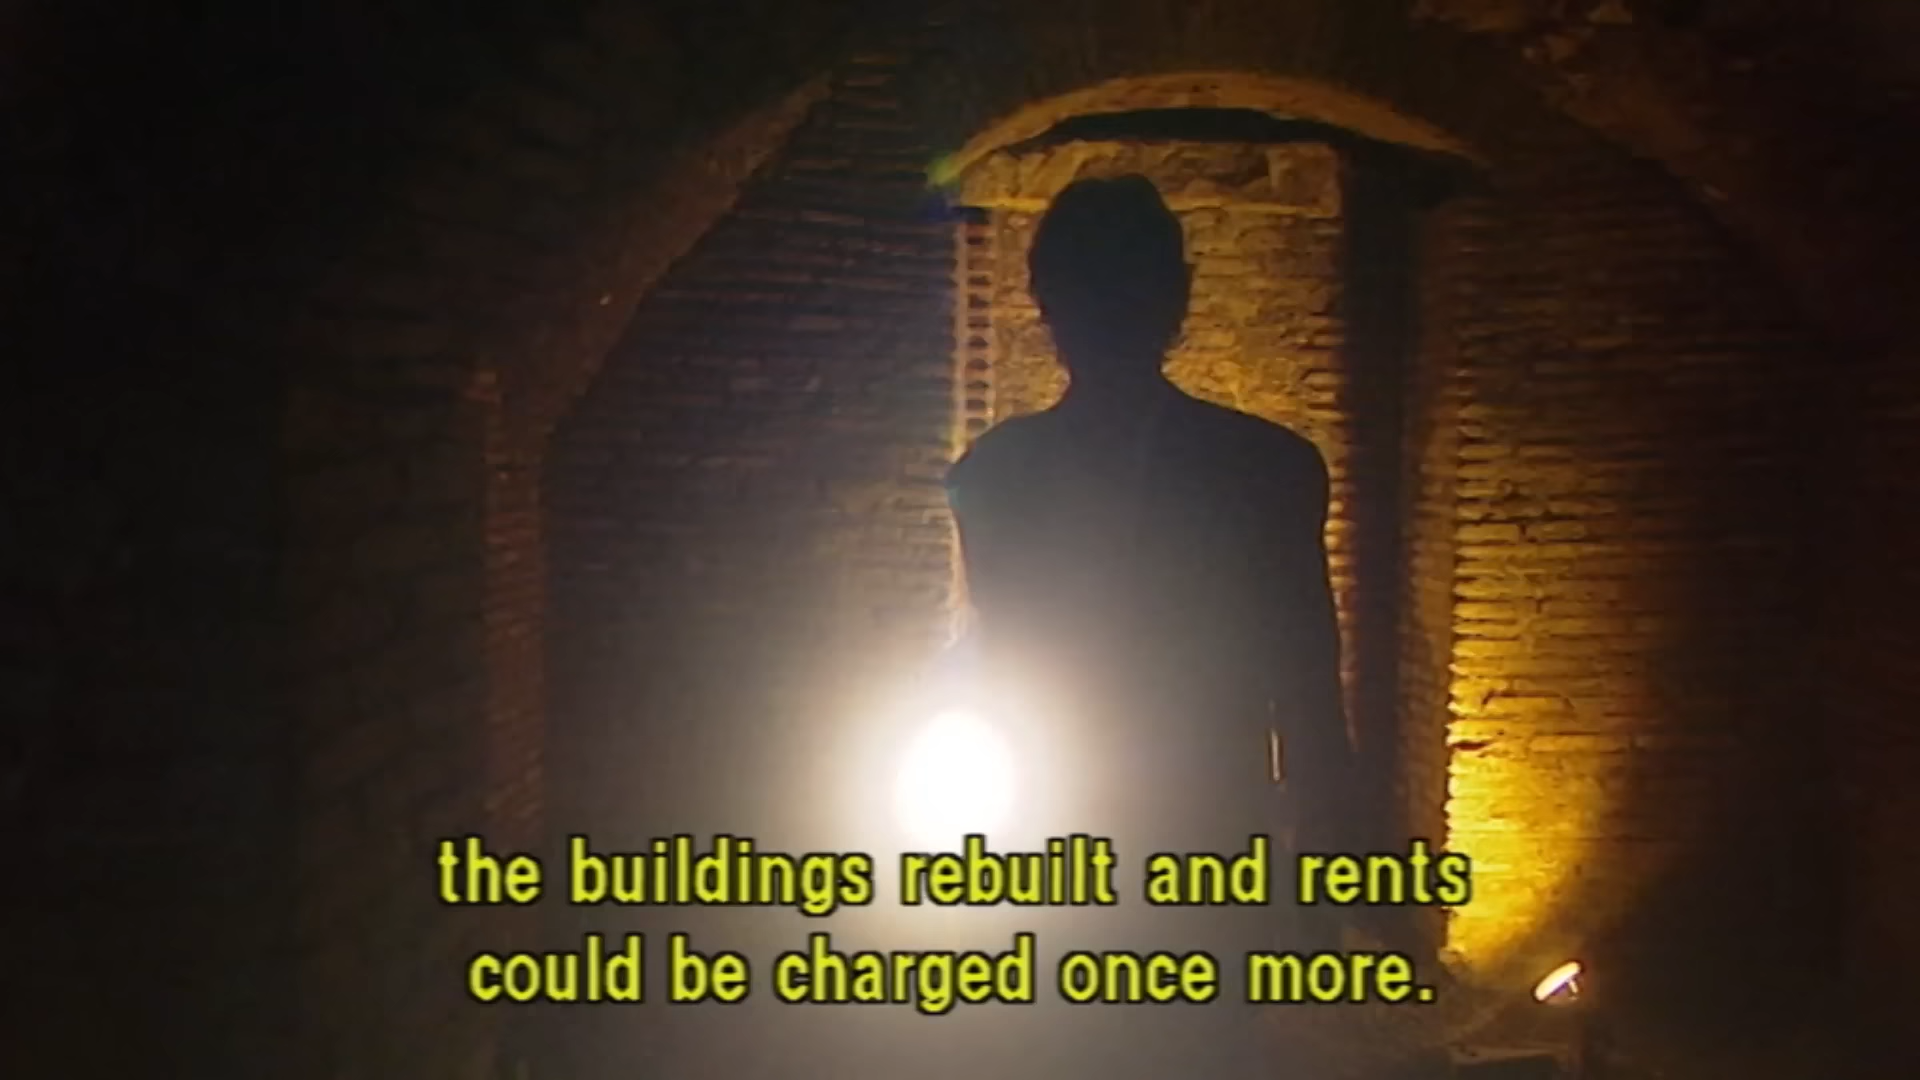 the buildings rebuilt and rents
could be charged once more.